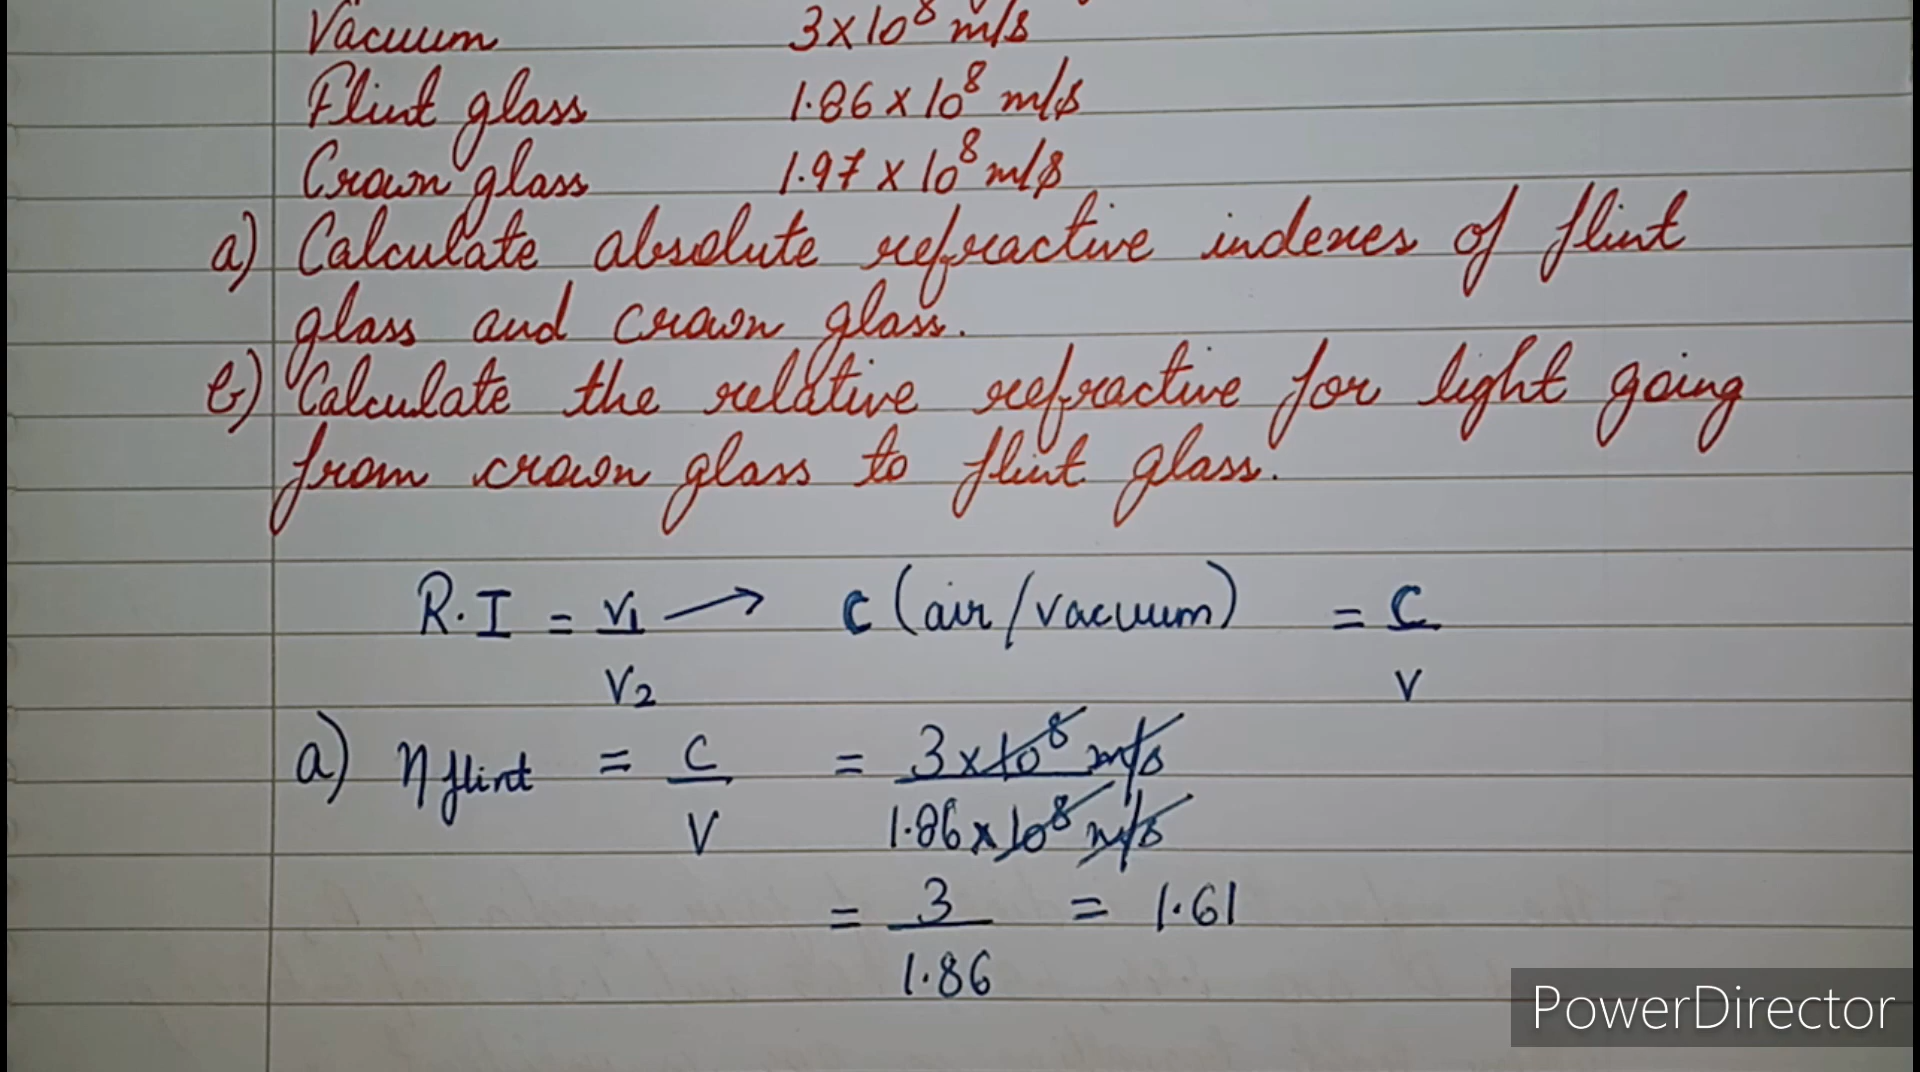 Vacuum 3×10⁸ m/s
Flint glass 1.86×10⁸ m/s
Crown glass 1.97×10⁸ m/s
a) Calculate absolute refractive indexes of flint
glass and crown glass.
b) Calculate the relative refractive for light going
from crown glass to flint glass.
R.I = v₁ → c (air/vacuum) = c
v₂ v
a) η flint = c = 3×10⁸ m/s
v 1.86×10⁸ m/s
= 3 = 1.61
1.86
PowerDirector